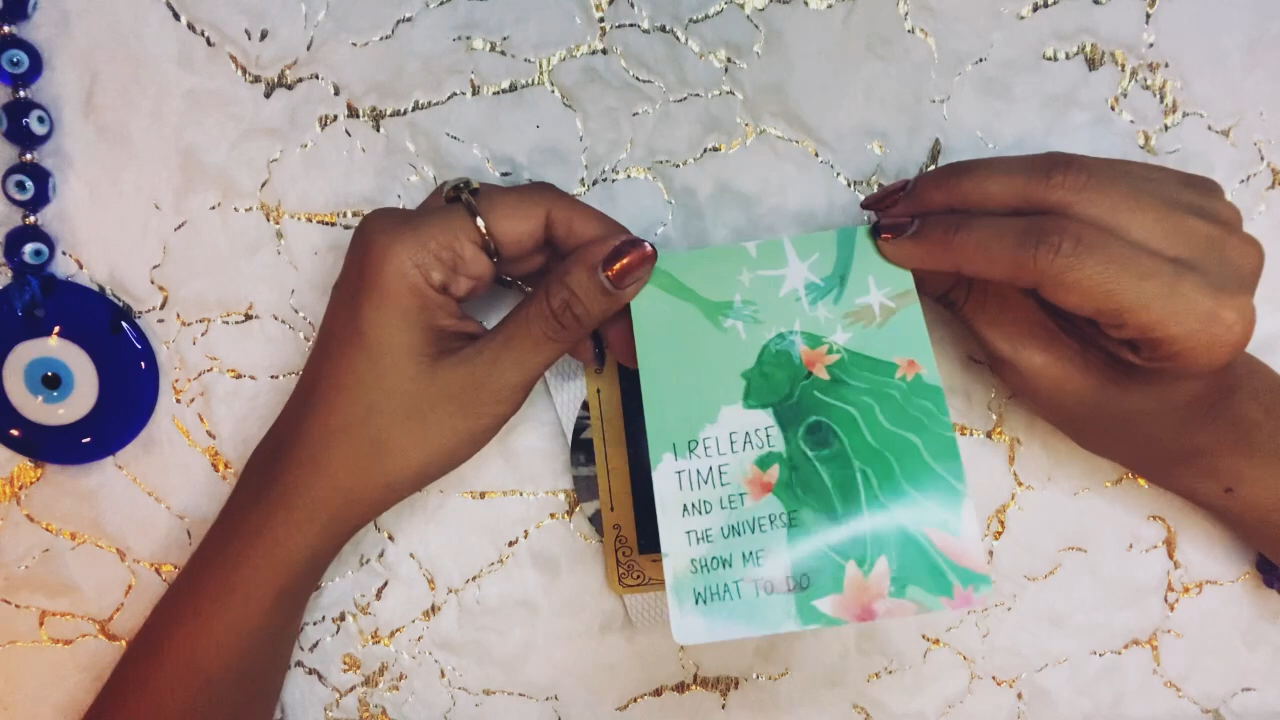 I RELEASE
TIME
AND LET
THE UNIVERSE
SHOW ME
WHAT TO DO